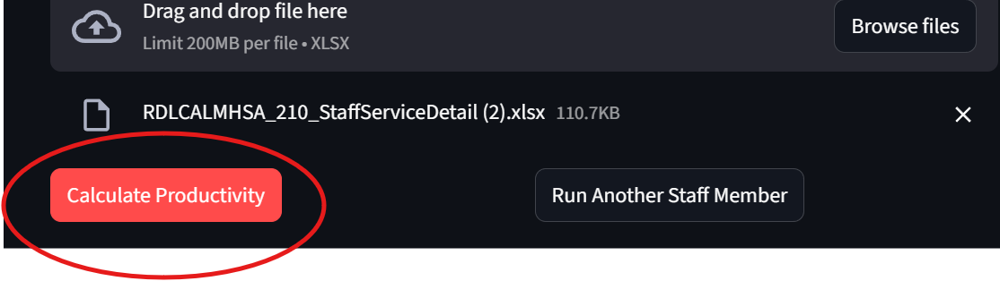 Drag and drop file here
Limit 200MB per file • XLSX
Browse files
RDLCALMHSA_210_StaffServiceDetail (2).xlsx 110.7KB
Calculate Productivity
Run Another Staff Member